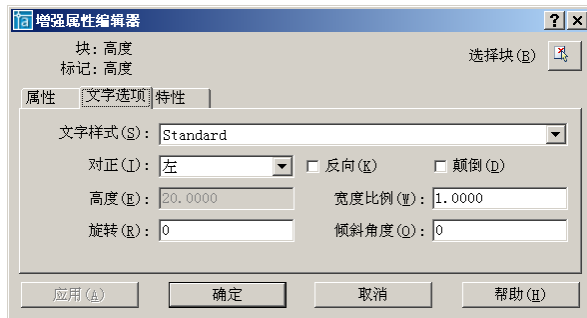 增强属性编辑器
块: 高度
标记: 高度
选择块(B)
属性 文字选项 特性
文字样式(S): Standard
对正(J): 左 反向(K) 颠倒(D)
高度(E): 20.0000 宽度比例(W): 1.0000
旋转(R): 0 倾斜角度(O): 0
应用(A) 确定 取消 帮助(H)